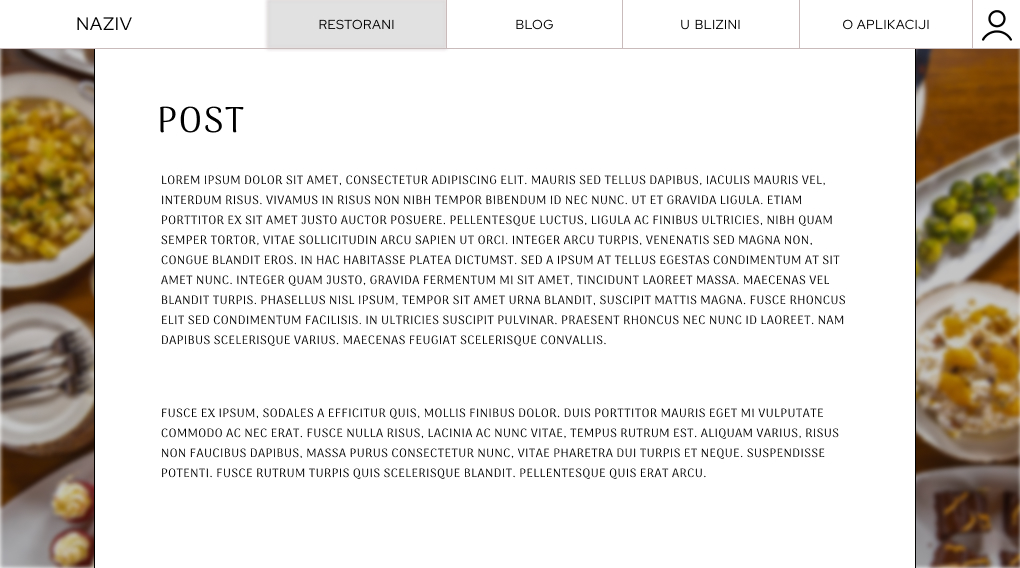 NAZIV
RESTORANI
BLOG
U BLIZINI
O APLIKACIJI
POST
LOREM IPSUM DOLOR SIT AMET, CONSECTETUR ADIPISCING ELIT. MAURIS SED TELLUS DAPIBUS, IACULIS MAURIS VEL,
INTERDUM RISUS. VIVAMUS IN RISUS NON NIBH TEMPOR BIBENDUM ID NEC NUNC. UT ET GRAVIDA LIGULA. ETIAM
PORTTITOR EX SIT AMET JUSTO AUCTOR POSUERE. PELLENTESQUE LUCTUS, LIGULA AC FINIBUS ULTRICIES, NIBH QUAM
SEMPER TORTOR, VITAE SOLLICITUDIN ARCU SAPIEN UT ORCI. INTEGER ARCU TURPIS, VENENATIS SED MAGNA NON,
CONGUE BLANDIT EROS. IN HAC HABITASSE PLATEA DICTUMST. SED A IPSUM AT TELLUS EGESTAS CONDIMENTUM AT SIT
AMET NUNC. INTEGER QUAM JUSTO, GRAVIDA FERMENTUM MI SIT AMET, TINCIDUNT LAOREET MASSA. MAECENAS VEL
BLANDIT TURPIS. PHASELLUS NISL IPSUM, TEMPOR SIT AMET URNA BLANDIT, SUSCIPIT MATTIS MAGNA. FUSCE RHONCUS
ELIT SED CONDIMENTUM FACILISIS. IN ULTRICIES SUSCIPIT PULVINAR. PRAESENT RHONCUS NEC NUNC ID LAOREET. NAM
DAPIBUS SCELERISQUE VARIUS. MAECENAS FEUGIAT SCELERISQUE CONVALLIS.
FUSCE EX IPSUM, SODALES A EFFICITUR QUIS, MOLLIS FINIBUS DOLOR. DUIS PORTTITOR MAURIS EGET MI VULPUTATE
COMMODO AC NEC ERAT. FUSCE NULLA RISUS, LACINIA AC NUNC VITAE, TEMPUS RUTRUM EST. ALIQUAM VARIUS, RISUS
NON FAUCIBUS DAPIBUS, MASSA PURUS CONSECTETUR NUNC, VITAE PHARETRA DUI TURPIS ET NEQUE. SUSPENDISSE
POTENTI. FUSCE RUTRUM TURPIS QUIS SCELERISQUE BLANDIT. PELLENTESQUE QUIS ERAT ARCU.